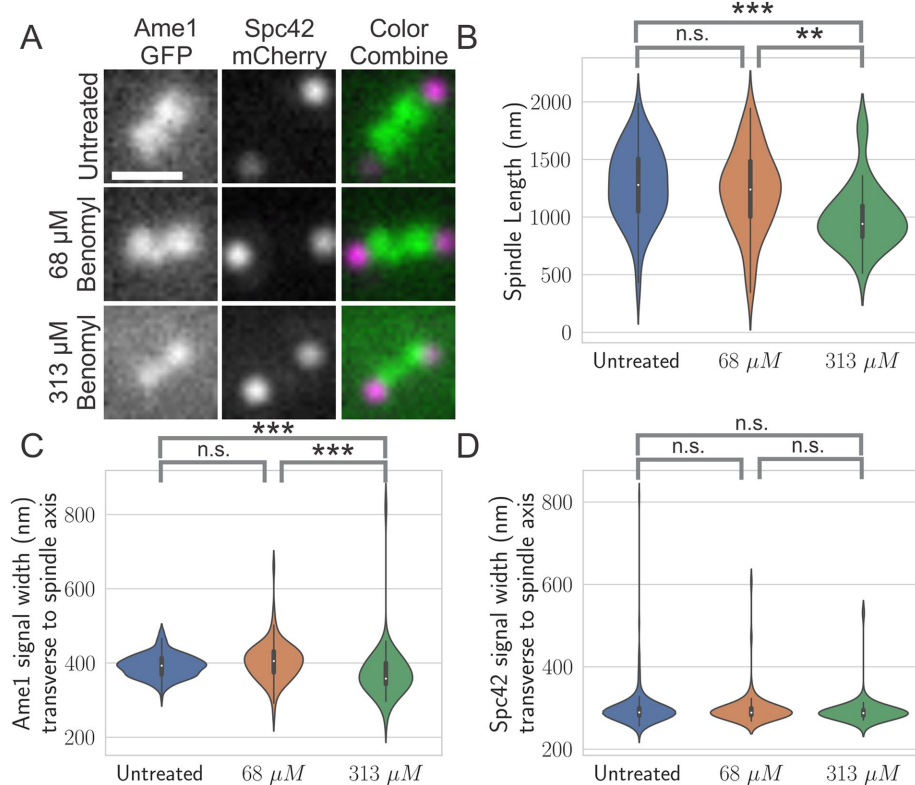 A
Ame1
GFP
Spc42
mCherry
Color
Combine
Untreated
68 µM
Benomyl
313 µM
Benomyl
B
***
n.s.
**
Spindle Length (nm)
2000
1500
1000
500
0
Untreated
68 µM
313 µM
C
***
n.s.
***
Ame1 signal width (nm)
transverse to spindle axis
800
600
400
200
Untreated
68 µM
313 µM
D
n.s.
n.s.
n.s.
Spc42 signal width (nm)
transverse to spindle axis
800
600
400
200
Untreated
68 µM
313 µM